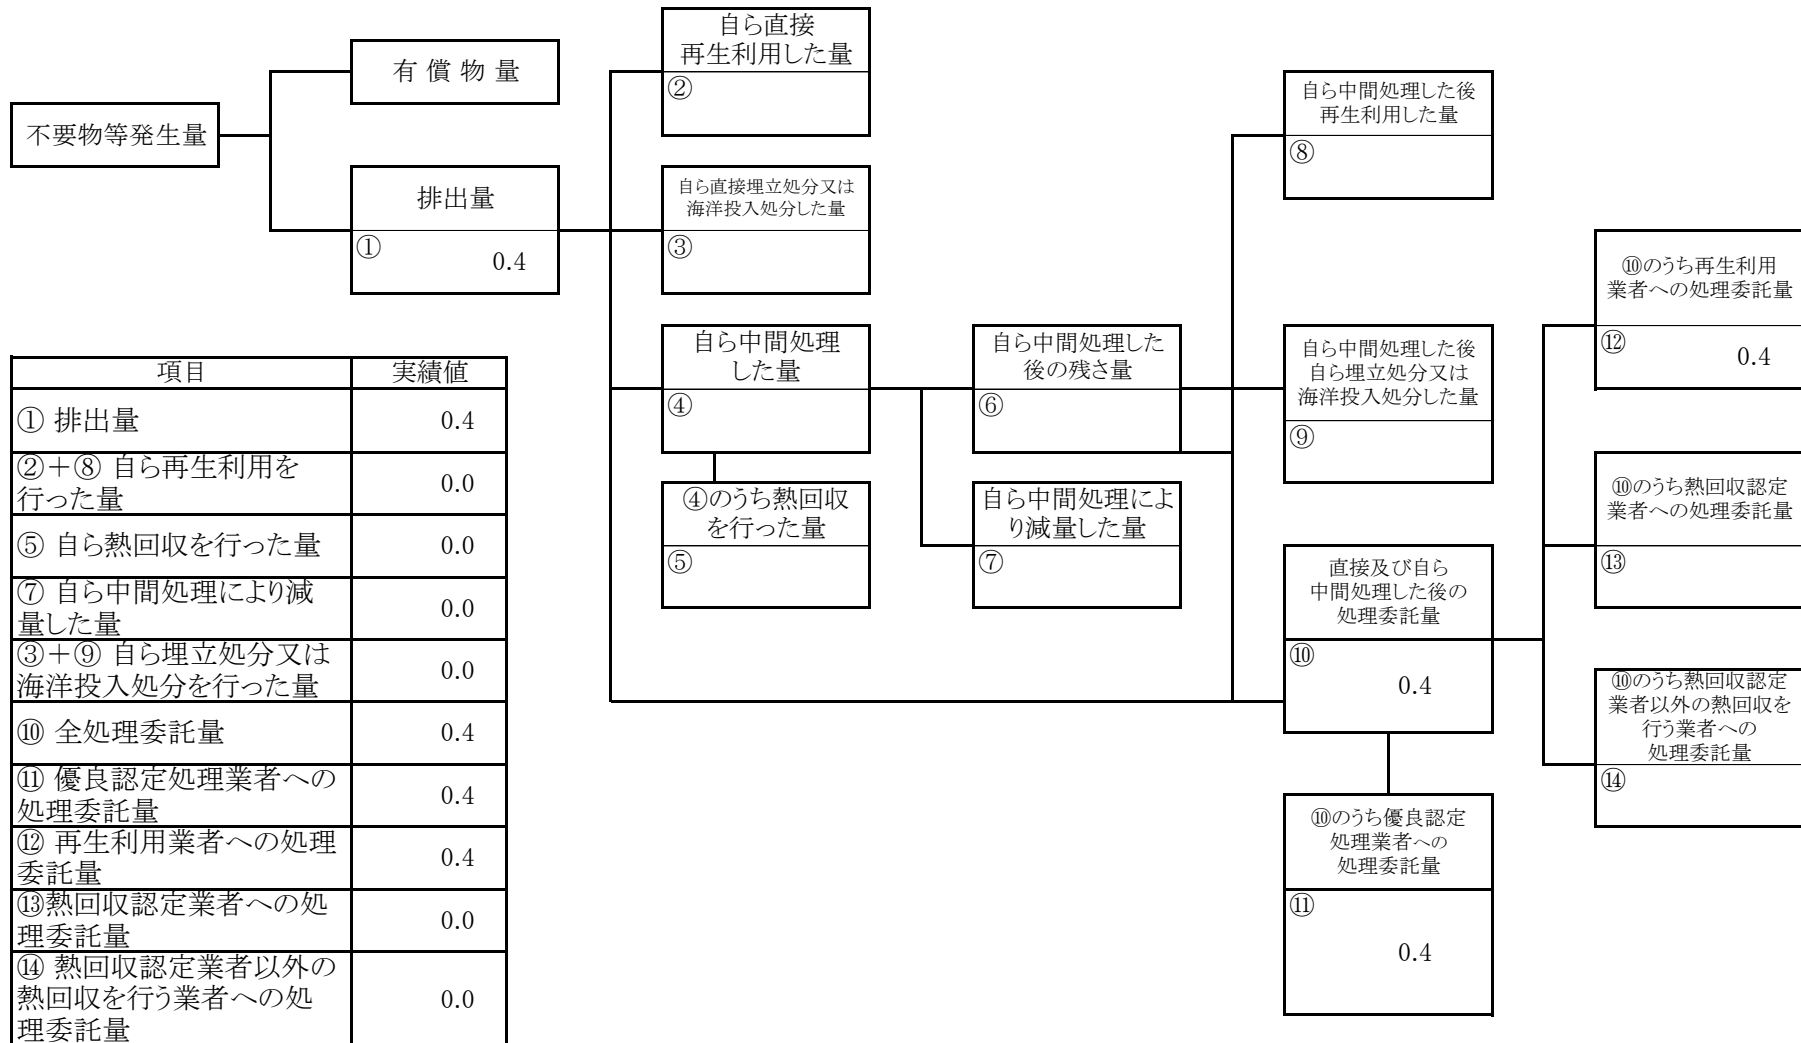 不要物等発生量
有 償 物 量
排出量
①
0.4
自ら直接
再生利用した量
②
自ら直接埋立処分又は
海洋投入処分した量
③
自ら中間処理
した量
④
④のうち熱回収
を行った量
⑤
自ら中間処理した
後の残さ量
⑥
自ら中間処理によ
り減量した量
⑦
自ら中間処理した後
再生利用した量
⑧
自ら中間処理した後
自ら埋立処分又は
海洋投入処分した量
⑨
直接及び自ら
中間処理した後の
処理委託量
⑩
0.4
⑩のうち優良認定
処理業者への
処理委託量
⑪
0.4
⑩のうち再生利用
業者への処理委託量
⑫
0.4
⑩のうち熱回収認定
業者への処理委託量
⑬
⑩のうち熱回収認定
業者以外の熱回収を
行う業者への
処理委託量
⑭
項目 実績値
① 排出量 0.4
②＋⑧ 自ら再生利用を
行った量 0.0
⑤ 自ら熱回収を行った量 0.0
⑦ 自ら中間処理により減
量した量 0.0
③＋⑨ 自ら埋立処分又は
海洋投入処分を行った量 0.0
⑩ 全処理委託量 0.4
⑪ 優良認定処理業者への
処理委託量 0.4
⑫ 再生利用業者への処理
委託量 0.4
⑬熱回収認定業者への処
理委託量 0.0
⑭ 熱回収認定業者以外の
熱回収を行う業者への処
理委託量 0.0